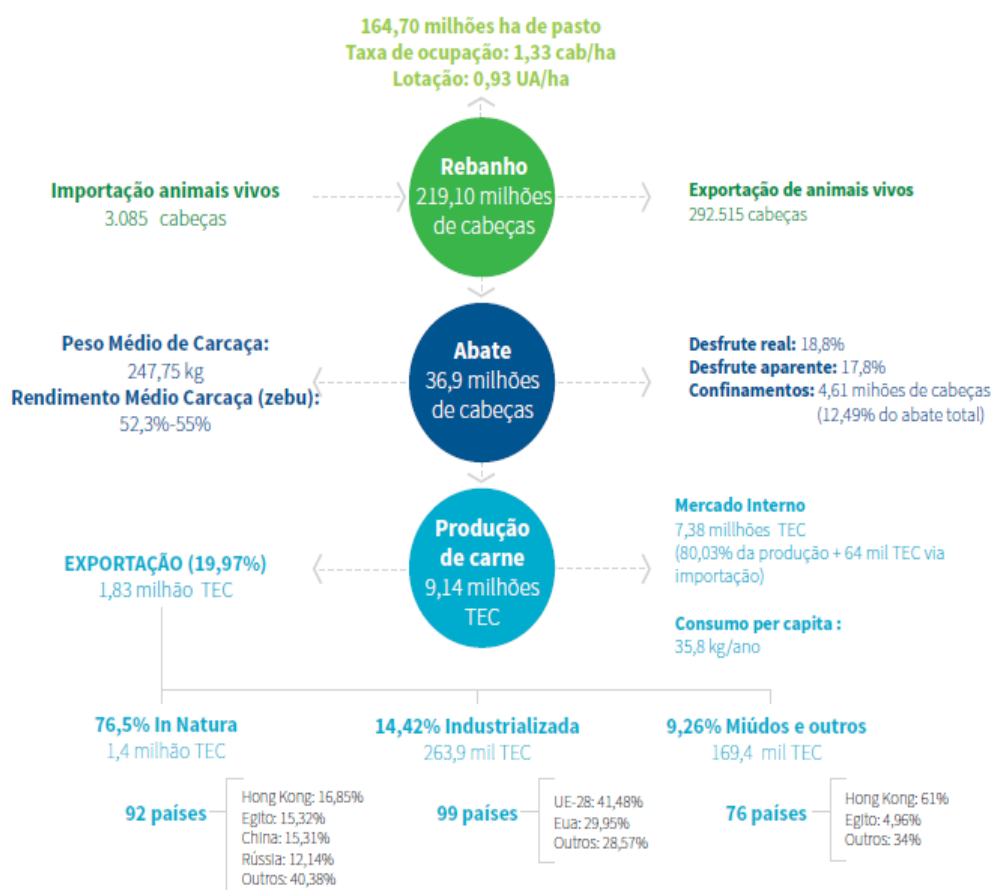 164,70 milhões ha de pasto
Taxa de ocupação: 1,33 cab/ha
Lotação: 0,93 UA/ha
Rebanho
219,10 milhões
de cabeças
Importação animais vivos
3.085 cabeças
Exportação de animais vivos
292.515 cabeças
Abate
36,9 milhões
de cabeças
Peso Médio de Carcaça:
247,75 kg
Rendimento Médio Carcaça (zebu):
52,3%-55%
Desfrute real: 18,8%
Desfrute aparente: 17,8%
Confinamentos: 4,61 mihões de cabeças
(12,49% do abate total)
Produção
de carne
9,14 milhões
TEC
EXPORTAÇÃO (19,97%)
1,83 milhão TEC
Mercado Interno
7,38 millhões TEC
(80,03% da produção + 64 mil TEC via
importação)
Consumo per capita :
35,8 kg/ano
76,5% In Natura
1,4 milhão TEC
14,42% Industrializada
263,9 mil TEC
9,26% Miúdos e outros
169,4 mil TEC
92 países
Hong Kong: 16,85%
Egito: 15,32%
China: 15,31%
Rússia: 12,14%
Outros: 40,38%
99 países
UE-28: 41,48%
Eua: 29,95%
Outros: 28,57%
76 países
Hong Kong: 61%
Egito: 4,96%
Outros: 34%